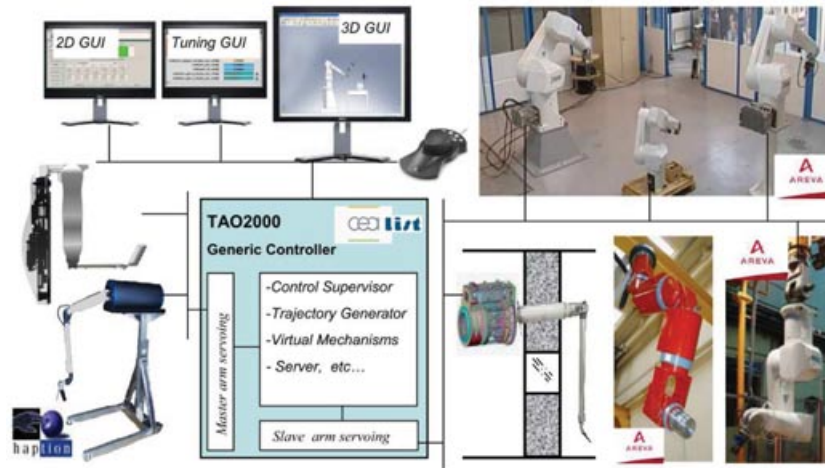 2D GUI
Tuning GUI
3D GUI
AREVA
TAO2000
cea list
Generic Controller
Master arm servoing
-Control Supervisor
-Trajectory Generator
-Virtual Mechanisms
- Server, etc…
Slave arm servoing
haption
AREVA
AREVA